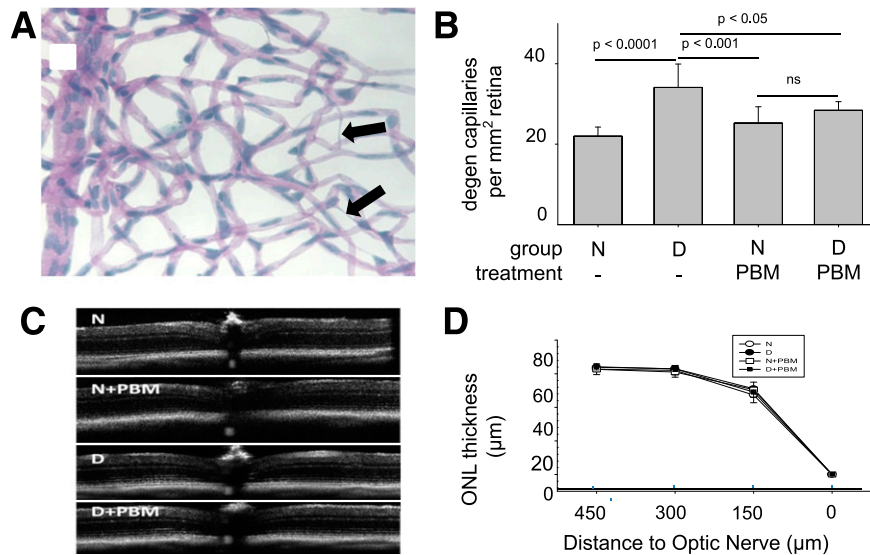 A
B
p < 0.05
p < 0.0001
p < 0.001
ns
degen capillaries
per mm² retina
40
20
0
group N D N D
treatment - - PBM PBM
C
N
N+PBM
D
D+PBM
D
N
D
N+PBM
D+PBM
ONL thickness
(µm)
80
60
40
20
0
450 300 150 0
Distance to Optic Nerve (µm)